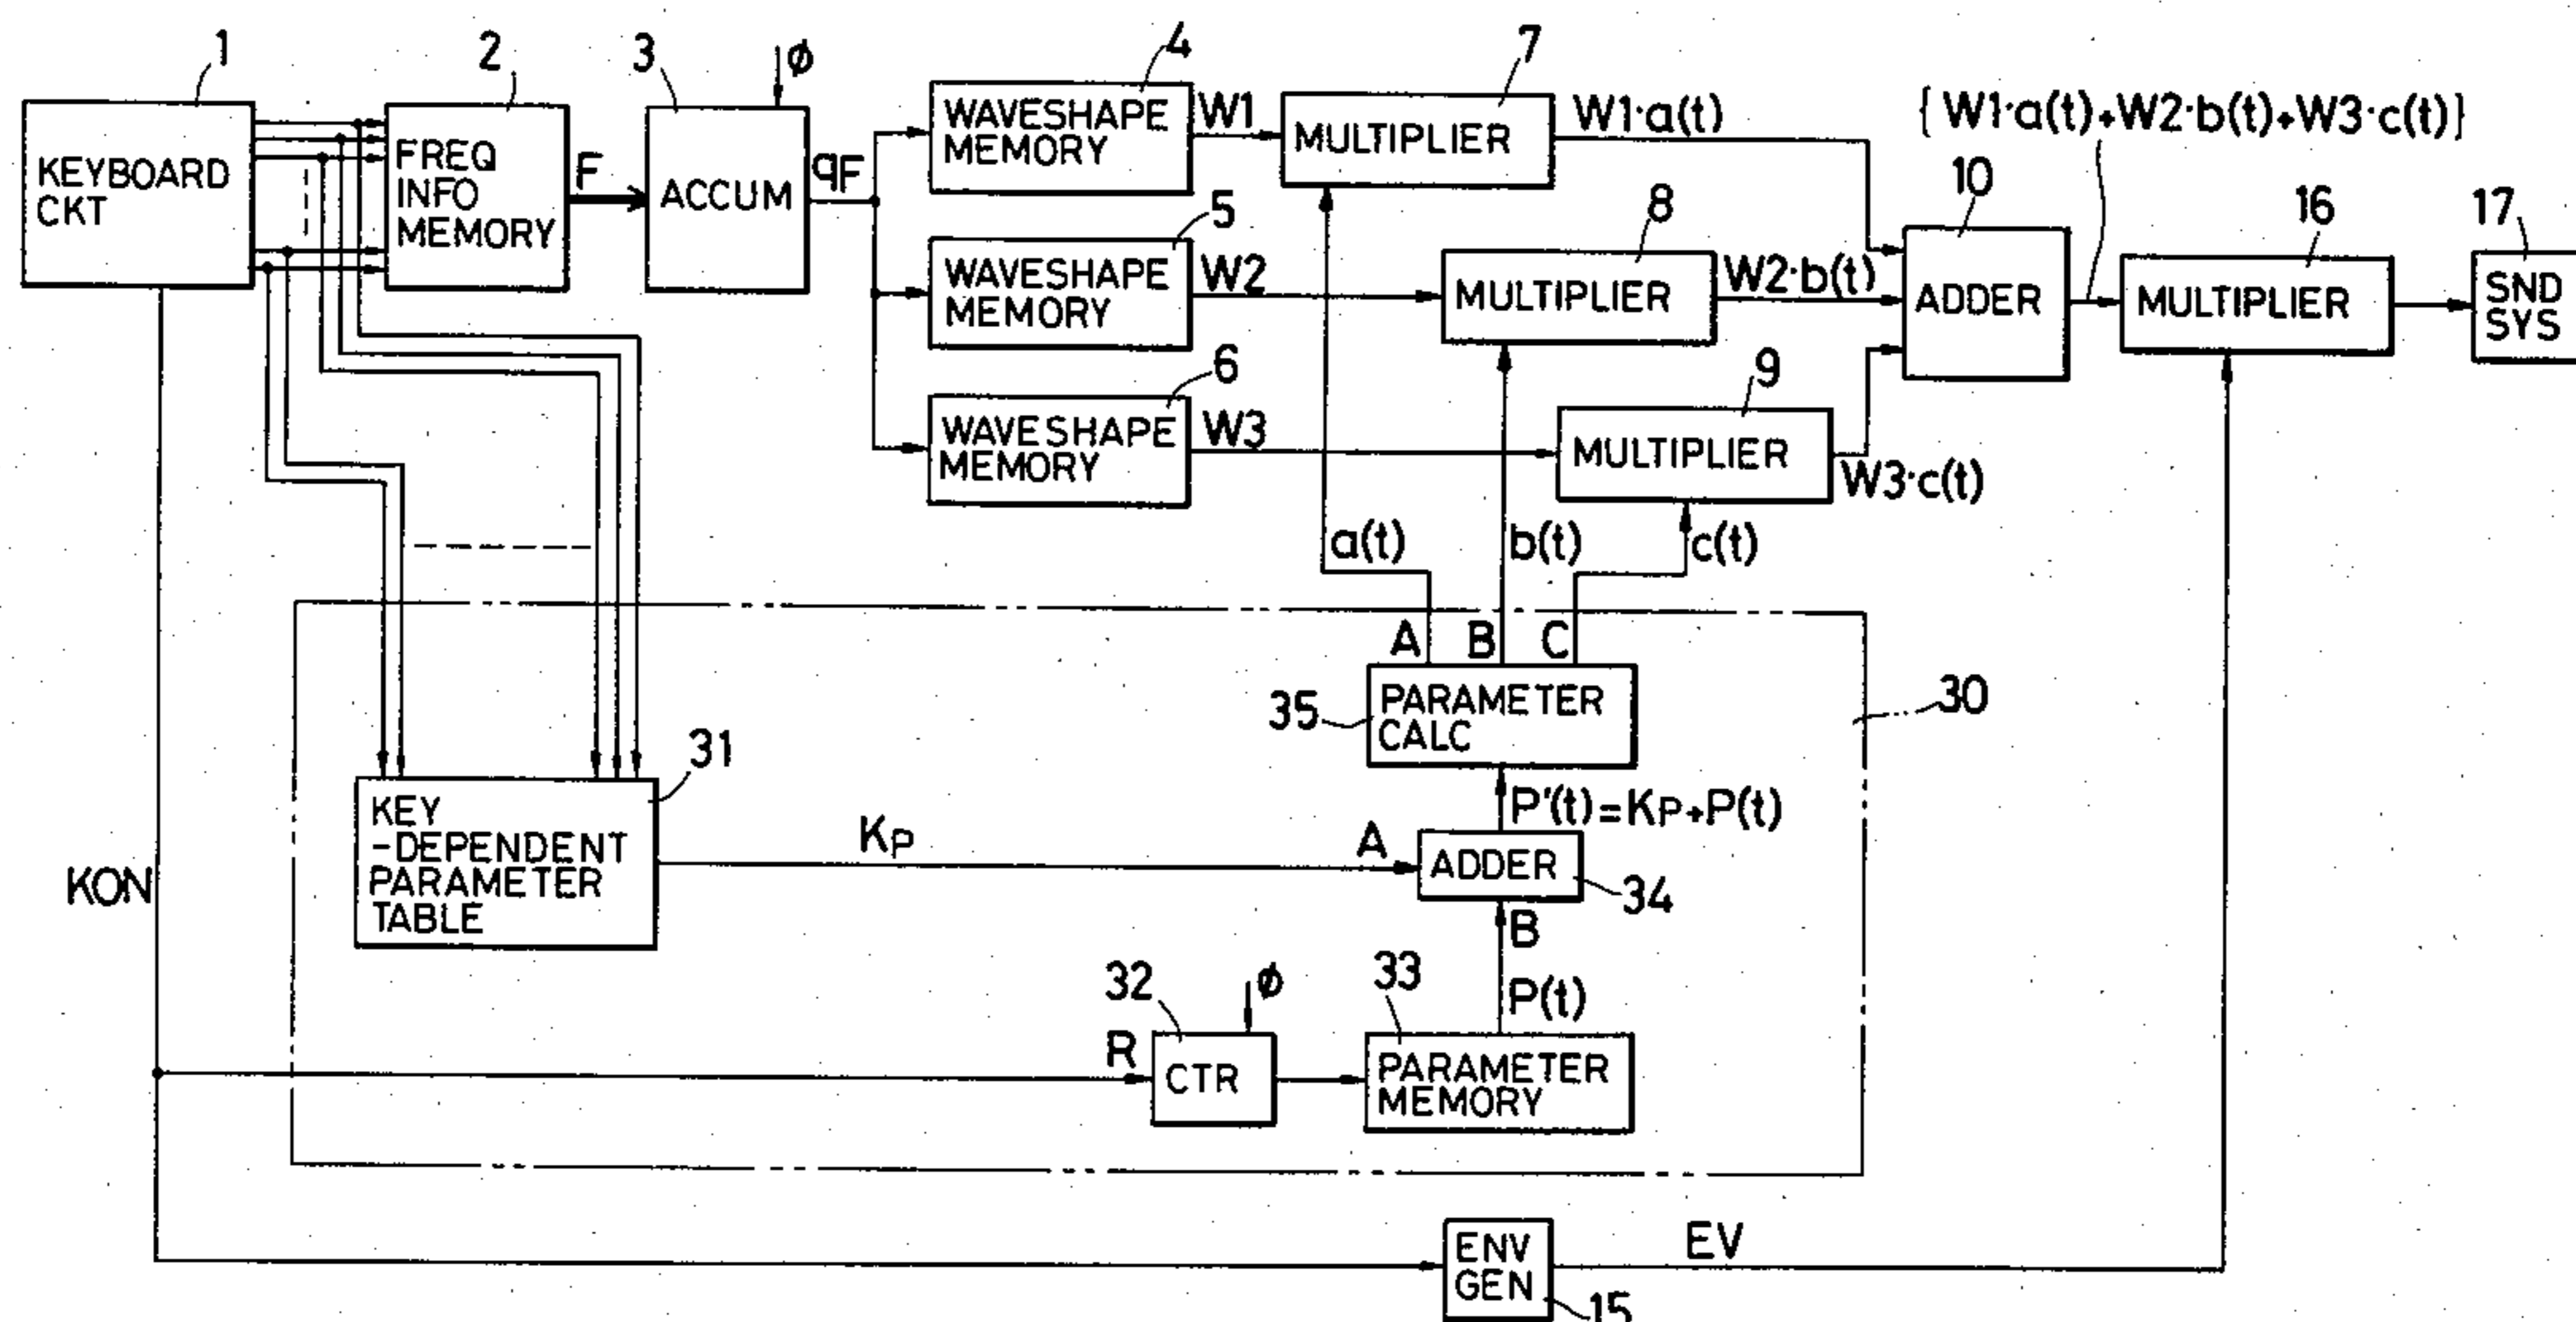 1
KEYBOARD
CKT
2
FREQ
INFO
MEMORY
F
3
φ
ACCUM
qF
4
WAVESHAPE
MEMORY
W1
7
MULTIPLIER
W1·a(t)
{W1·a(t)+W2·b(t)+W3·c(t)}
5
WAVESHAPE
MEMORY
W2
8
MULTIPLIER
W2·b(t)
10
ADDER
16
MULTIPLIER
17
SND
SYS
6
WAVESHAPE
MEMORY
W3
9
MULTIPLIER
W3·c(t)
a(t)
b(t)
c(t)
A
B
C
35
PARAMETER
CALC
30
P'(t)=KP+P(t)
31
KEY
-DEPENDENT
PARAMETER
TABLE
KP
A
ADDER
34
B
P(t)
KON
32
φ
R
CTR
33
PARAMETER
MEMORY
ENV
GEN
15
EV